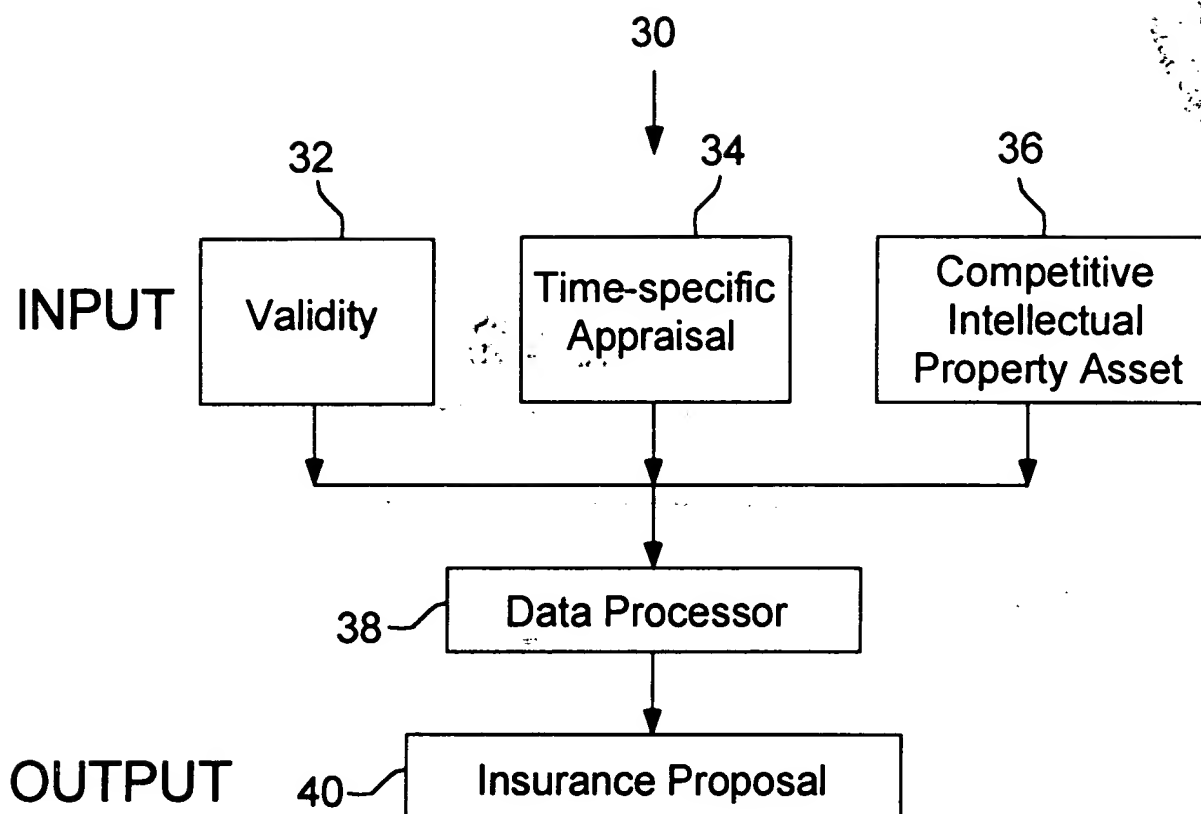 30
32
34
36
INPUT
Validity
Time-specific
Appraisal
Competitive
Intellectual
Property Asset
38
Data Processor
OUTPUT
40
Insurance Proposal